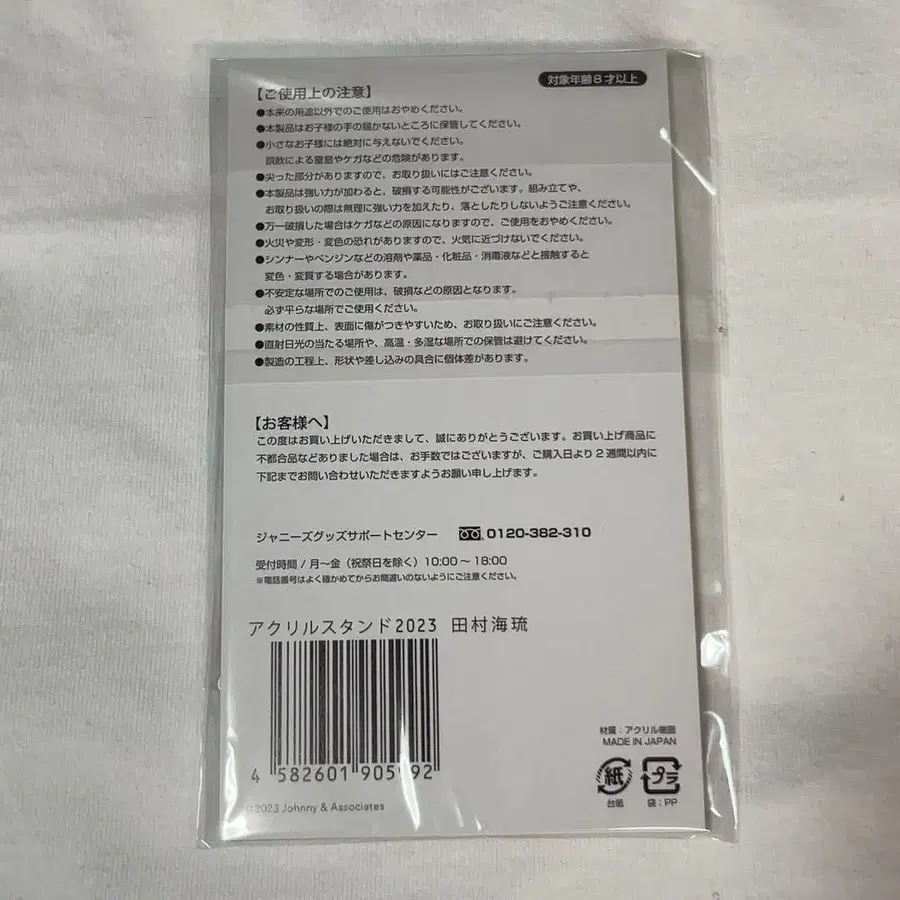 【ご使用上の注意】
対象年齢8才以上
●本来の用途以外でのご使用はおやめください。
●本製品はお子様の手の届かないところに保管してください。
●小さなお子様には絶対に与えないでください。
誤飲による窒息やケガなどの危険があります。
●尖った部分がありますので、お取り扱いにはご注意ください。
●本製品は強い力が加わると、破損する可能性がございます。組み立てや、
お取り扱いの際は無理に強い力を加えたり、落としたりしないようご注意ください。
●万一破損した場合はケガなどの原因になりますので、ご使用をおやめください。
●火災や変形・変色の恐れがありますので、火気に近づけないでください。
●シンナーやベンジンなどの溶剤や薬品・化粧品・消毒液などと接触すると
変色・変質する場合があります。
●不安定な場所でのご使用は、破損などの原因となります。
必ず平らな場所でご使用ください。
●素材の性質上、表面に傷がつきやすいため、お取り扱いにご注意ください。
●直射日光の当たる場所や、高温・多湿な場所での保管は避けてください。
●製造の工程上、形状や差し込みの具合に個体差があります。
【お客様へ】
この度はお買い上げいただきまして、誠にありがとうございます。お買い上げ商品に
不都合品などありました場合は、お手数ではございますが、ご購入日より2週間以内に
下記までお問い合わせいただきますようお願い申し上げます。
ジャニーズグッズサポートセンター 0120-382-310
受付時間/月〜金(祝祭日を除く)10:00〜18:00
※電話番号はよく確かめてからお間違いのないようにご注意ください。
アクリルスタンド2023 田村海琉
4 582601
材質:アクリル樹脂
MADE IN JAPAN
紙 プラ
台紙 袋:PP
©2023 Johnny & Associates